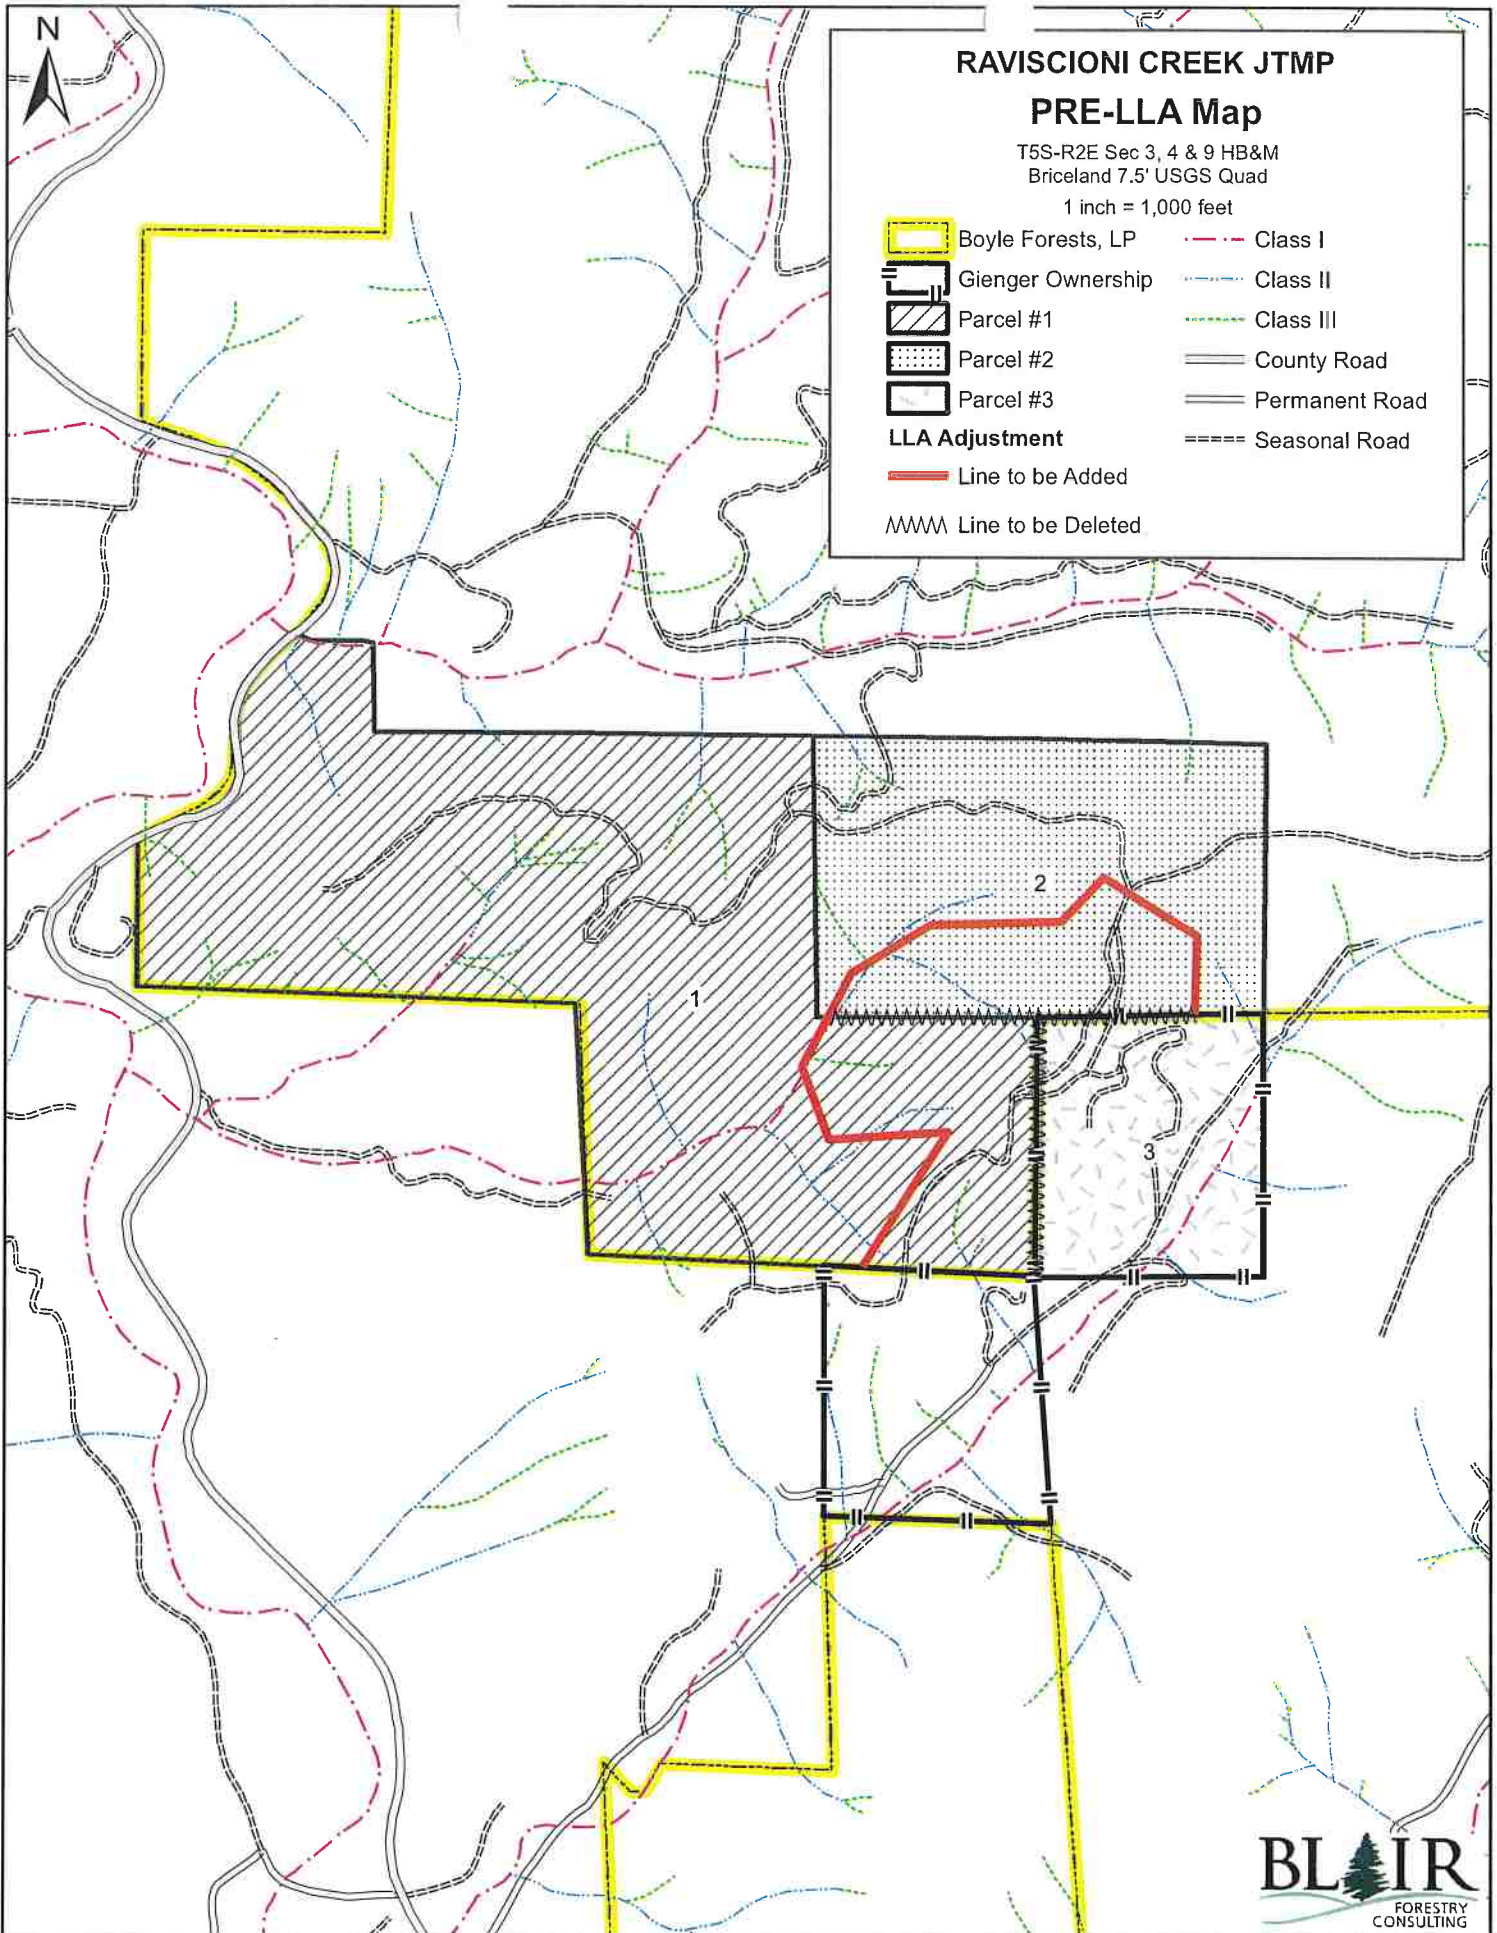 N
RAVISCIONI CREEK JTMP
PRE-LLA Map
T5S-R2E Sec 3, 4 & 9 HB&M
Briceland 7.5' USGS Quad
1 inch = 1,000 feet
Boyle Forests, LP
Gienger Ownership
Parcel #1
Parcel #2
Parcel #3
LLA Adjustment
Line to be Added
Line to be Deleted
Class I
Class II
Class III
County Road
Permanent Road
Seasonal Road
2
1
3
BLAIR
FORESTRY
CONSULTING